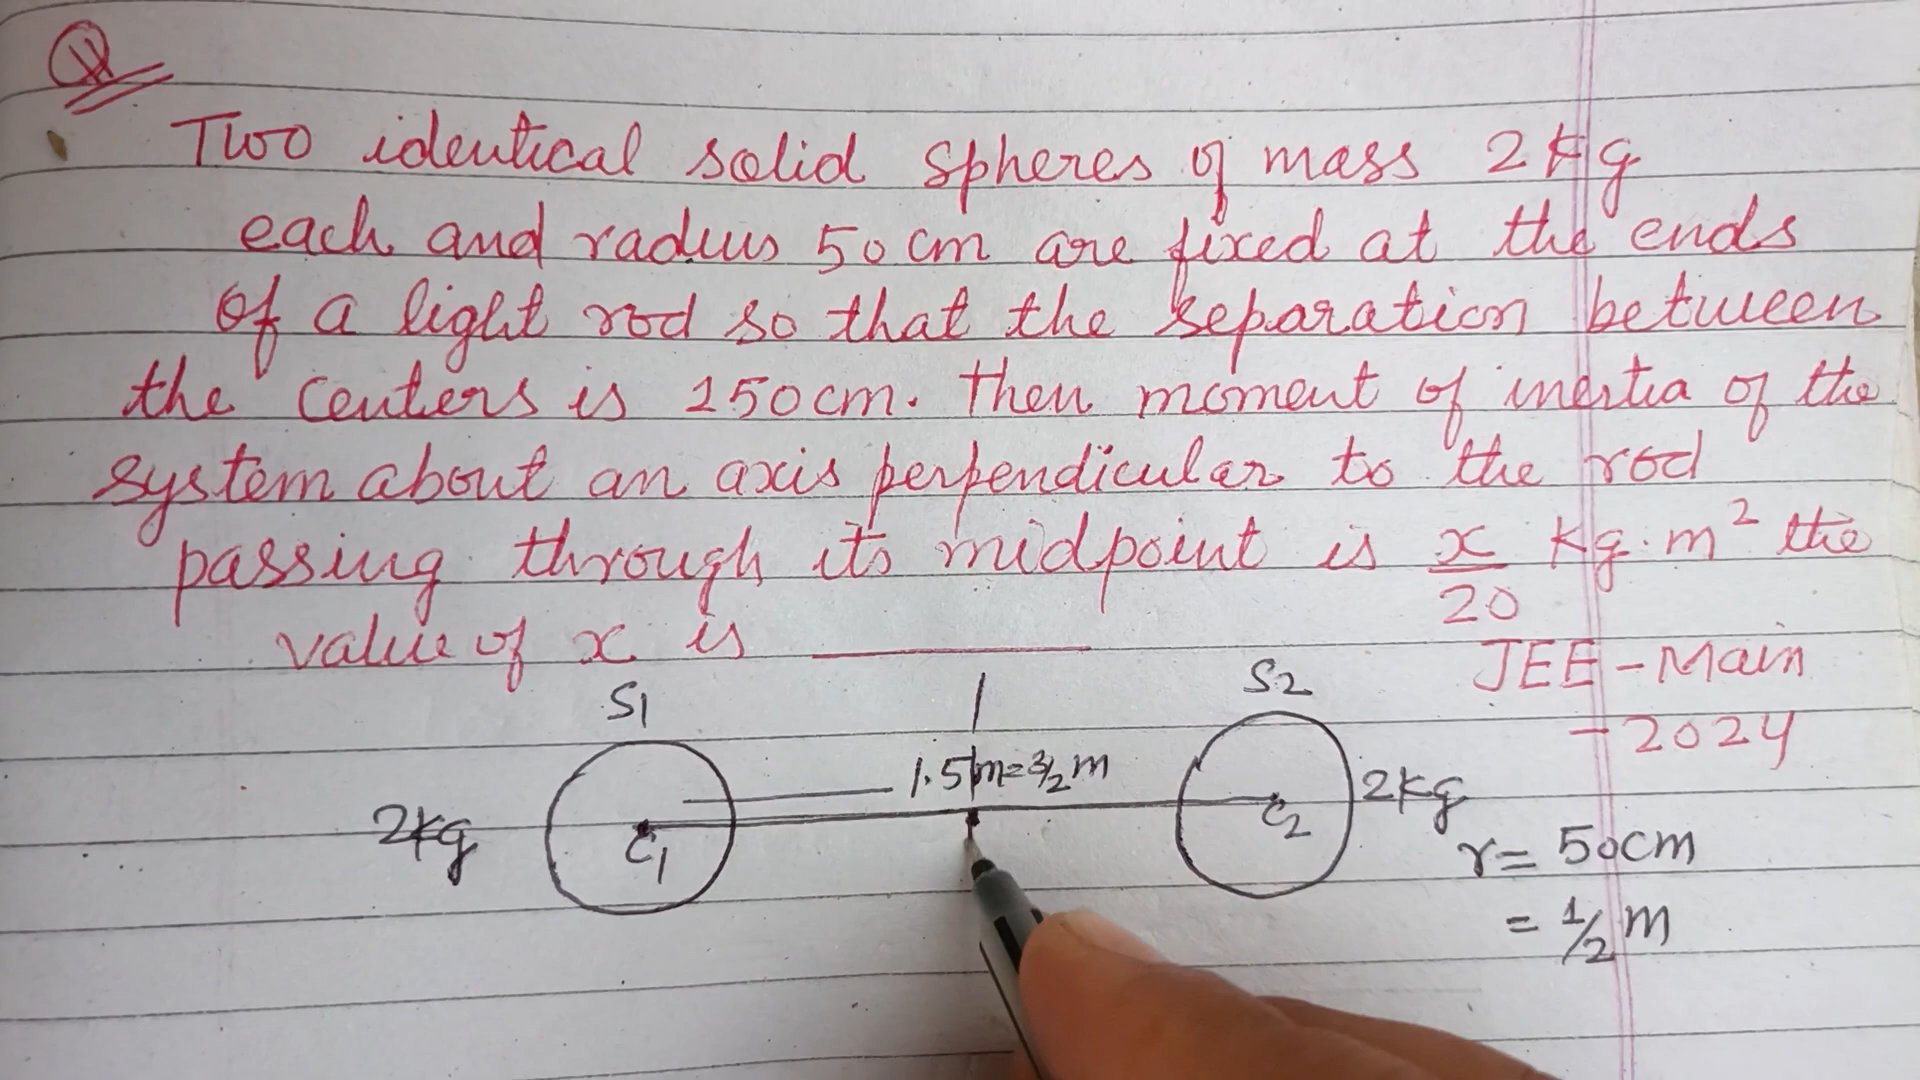 Q
Two identical solid spheres of mass 2kg
each and radius 50 cm are fixed at the ends
of a light rod so that the separation between
the centers is 150cm. Then moment of inertia of the
system about an axis perpendicular to the rod
passing through its midpoint is x/20 kg.m² the
value of x is ______
JEE - Main
- 2024
S1
S2
1.5m=3/2 m
2kg
C1
C2
2kg
r = 50cm
= 1/2 m